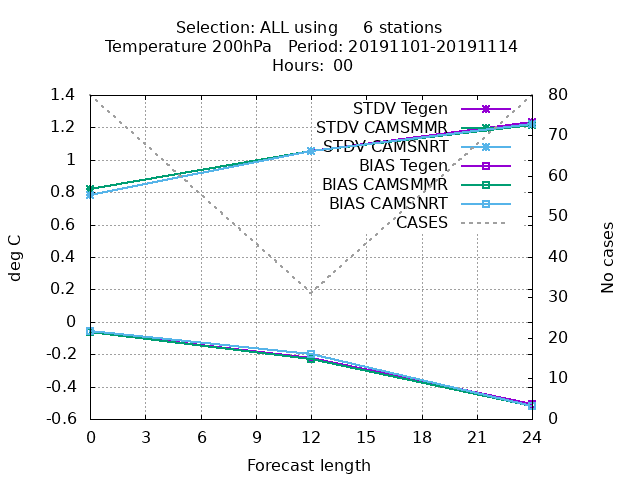 Selection: ALL using 6 stations
Temperature 200hPa Period: 20191101-20191114
Hours: 00
1.4
1.2
1
0.8
0.6
0.4
0.2
0
-0.2
-0.4
-0.6
deg C
STDV Tegen
STDV CAMSMMR
STDV CAMSNRT
BIAS Tegen
BIAS CAMSMMR
BIAS CAMSNRT
CASES
80
70
60
50
40
30
20
10
0
No cases
0 3 6 9 12 15 18 21 24
Forecast length